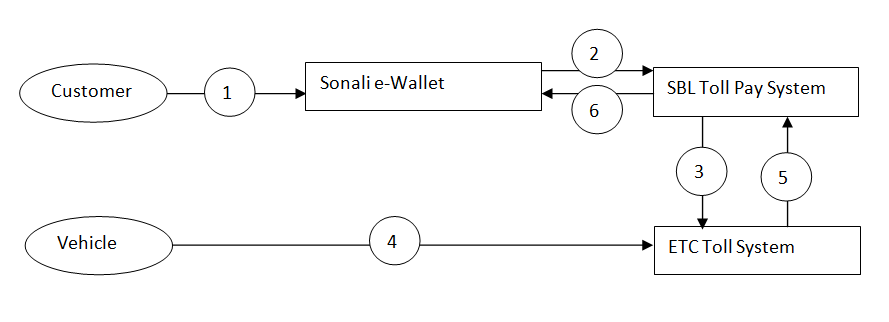 Customer
1
Sonali e-Wallet
2
6
SBL Toll Pay System
3
5
Vehicle
4
ETC Toll System